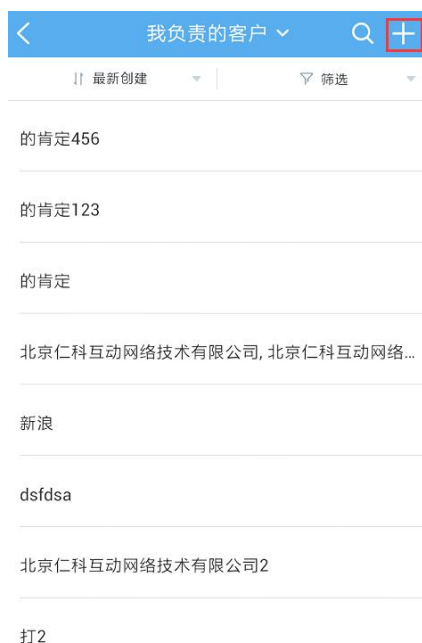 我负责的客户
最新创建
筛选
的肯定456
的肯定123
的肯定
北京仁科互动网络技术有限公司, 北京仁科互动网络...
新浪
dsfdsa
北京仁科互动网络技术有限公司2
打2